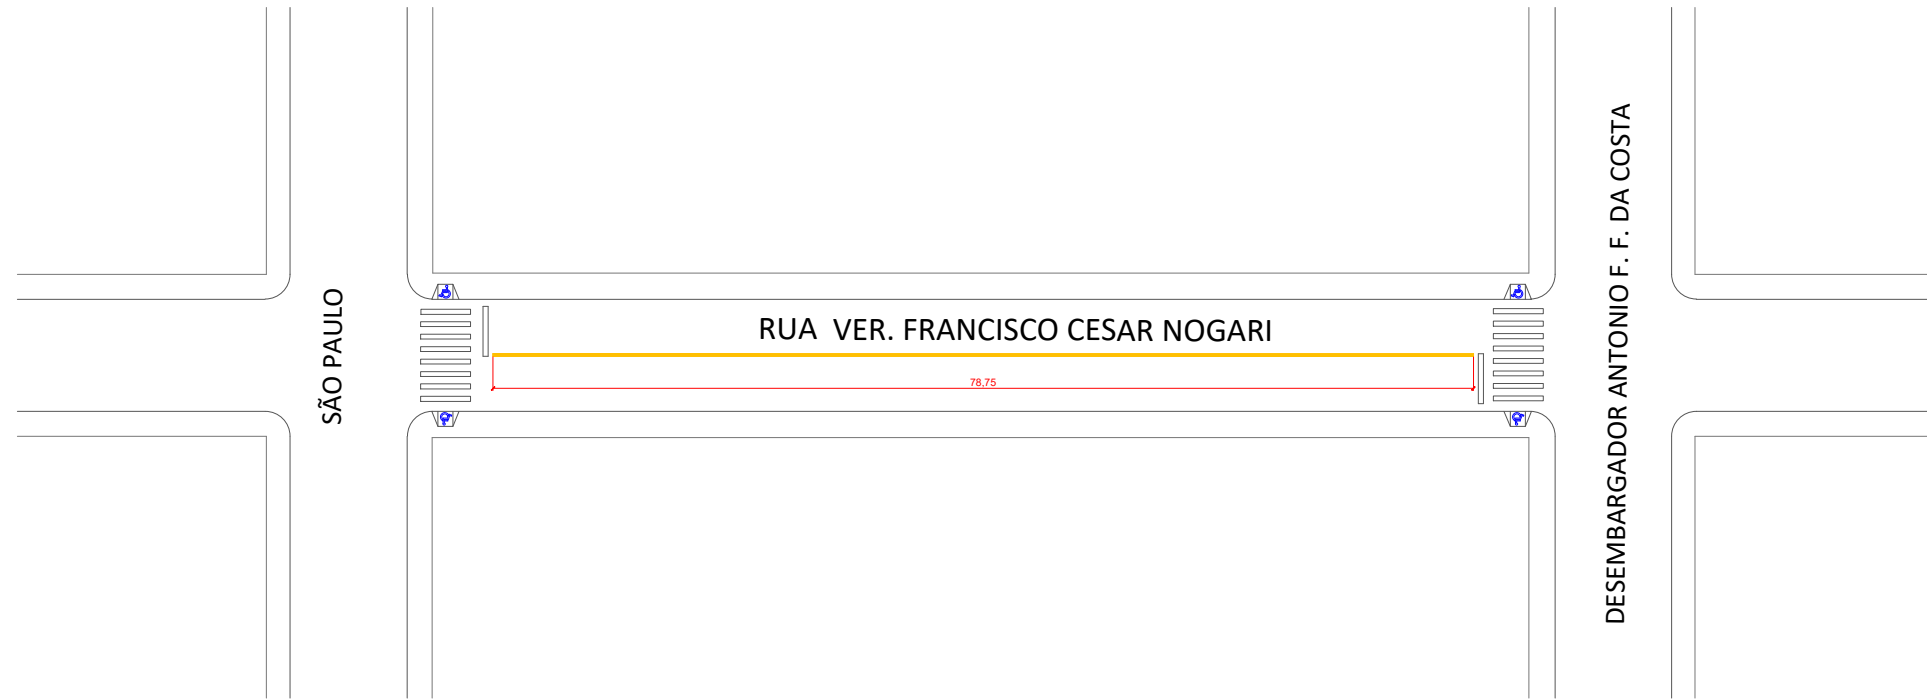 SÃO PAULO
RUA VER. FRANCISCO CESAR NOGARI
78,75
DESEMBARGADOR ANTONIO F. F. DA COSTA